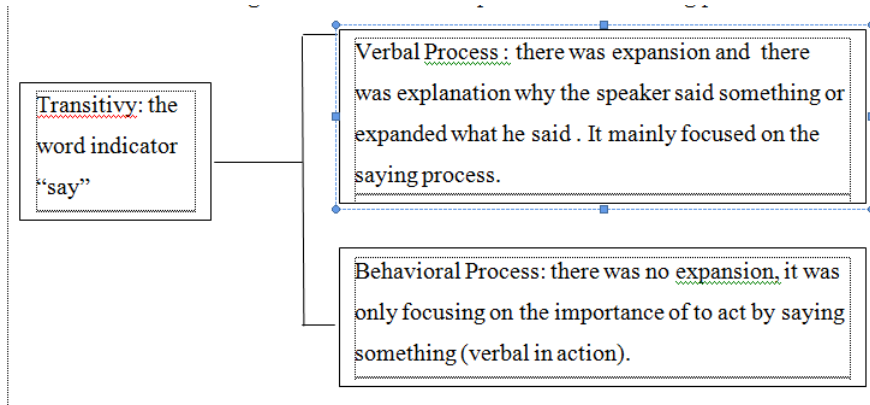 Transitivy: the
word indicator
“say”
Verbal Process : there was expansion and there
was explanation why the speaker said something or
expanded what he said . It mainly focused on the
saying process.
Behavioral Process: there was no expansion, it was
only focusing on the importance of to act by saying
something (verbal in action).